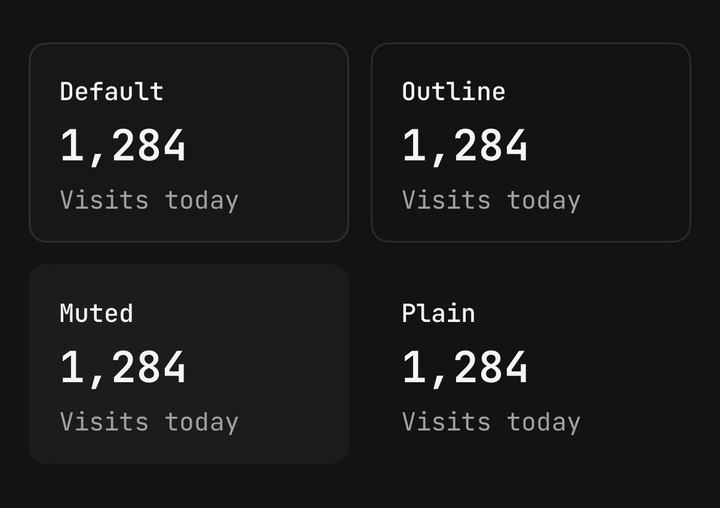 Default
1,284
Visits today
Outline
1,284
Visits today
Muted
1,284
Visits today
Plain
1,284
Visits today